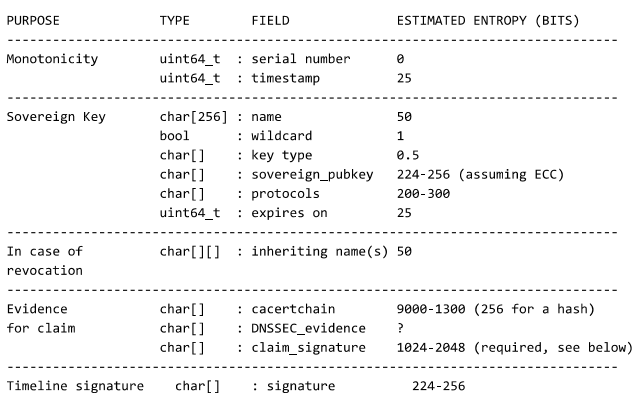 PURPOSE TYPE FIELD ESTIMATED ENTROPY (BITS)
-------------------------------------------------------------------------------
Monotonicity uint64_t : serial number 0
uint64_t : timestamp 25
-------------------------------------------------------------------------------
Sovereign Key char[256] : name 50
bool : wildcard 1
char[] : key type 0.5
char[] : sovereign_pubkey 224-256 (assuming ECC)
char[] : protocols 200-300
uint64_t : expires on 25
-------------------------------------------------------------------------------
In case of char[][] : inheriting name(s) 50
revocation
-------------------------------------------------------------------------------
Evidence char[] : cacertchain 9000-1300 (256 for a hash)
for claim char[] : DNSSEC_evidence ?
char[] : claim_signature 1024-2048 (required, see below)
-------------------------------------------------------------------------------
Timeline signature char[] : signature 224-256